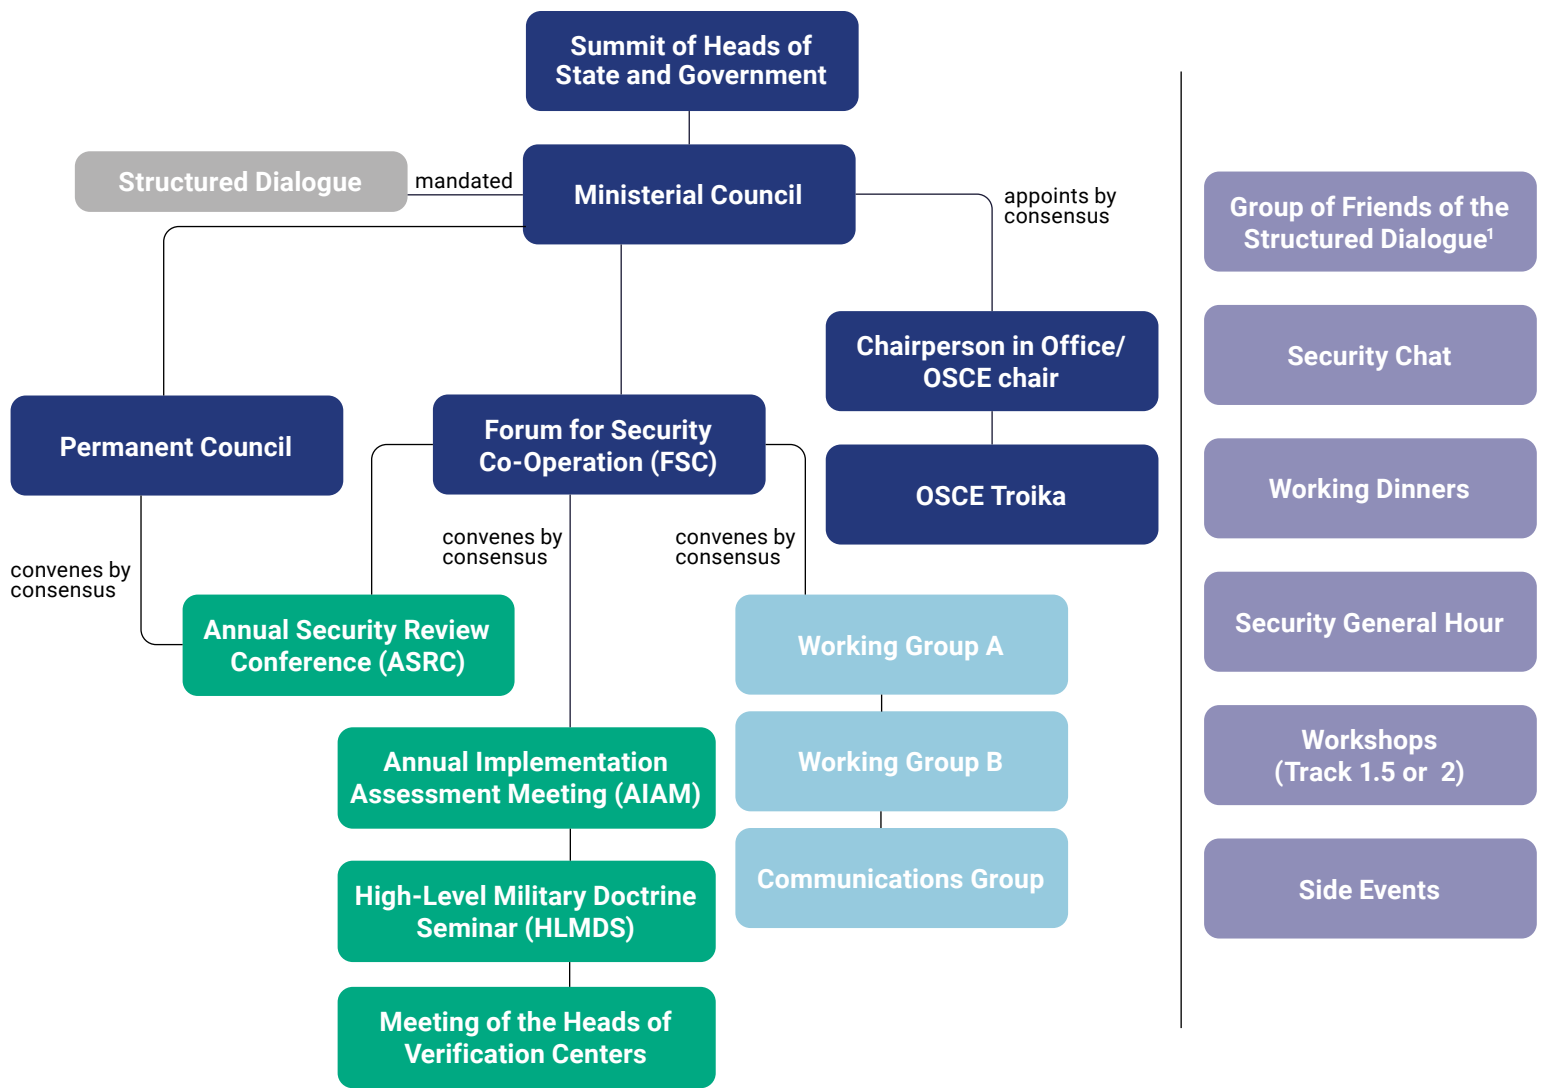 Summit of Heads of
State and Government
Structured Dialogue
mandated
Ministerial Council
appoints by
consensus
Chairperson in Office/
OSCE chair
OSCE Troika
Permanent Council
Forum for Security
Co-Operation (FSC)
convenes by
consensus
convenes by
consensus
convenes by
consensus
Annual Security Review
Conference (ASRC)
Annual Implementation
Assessment Meeting (AIAM)
High-Level Military Doctrine
Seminar (HLMDS)
Meeting of the Heads of
Verification Centers
Working Group A
Working Group B
Communications Group
Group of Friends of the
Structured Dialogue¹
Security Chat
Working Dinners
Security General Hour
Workshops
(Track 1.5 or 2)
Side Events